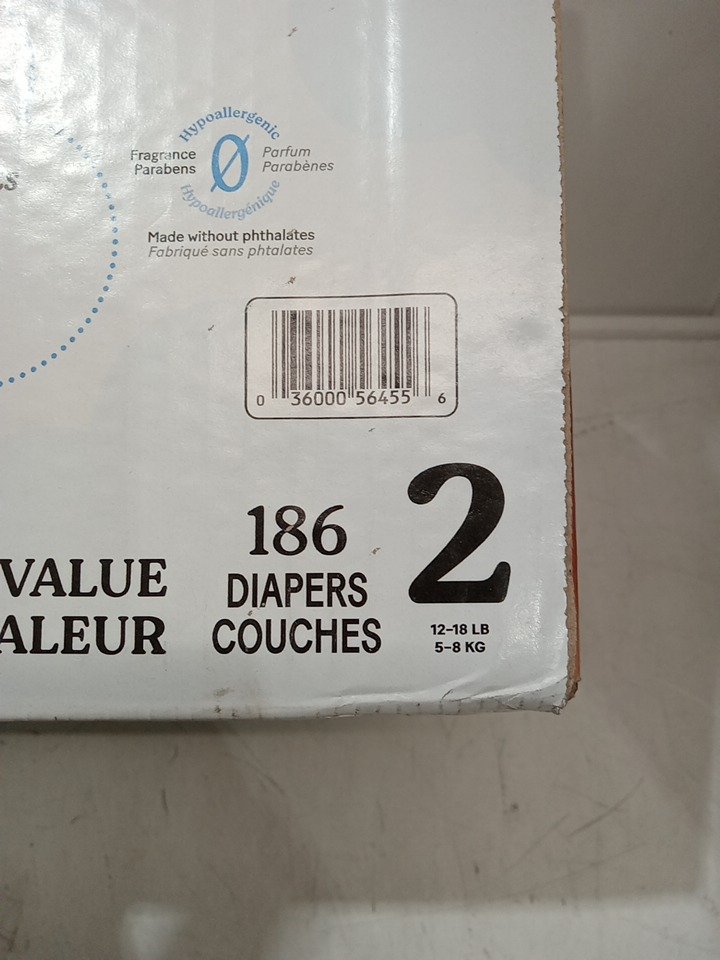 Hypoallergenic
Fragrance
Parabens
0
Parfum
Parabènes
Hypoallergénique
Made without phthalates
Fabriqué sans phtalates
0 36000 56455 6
VALUE
ALEUR
186
DIAPERS
COUCHES
2
12–18 LB
5–8 KG